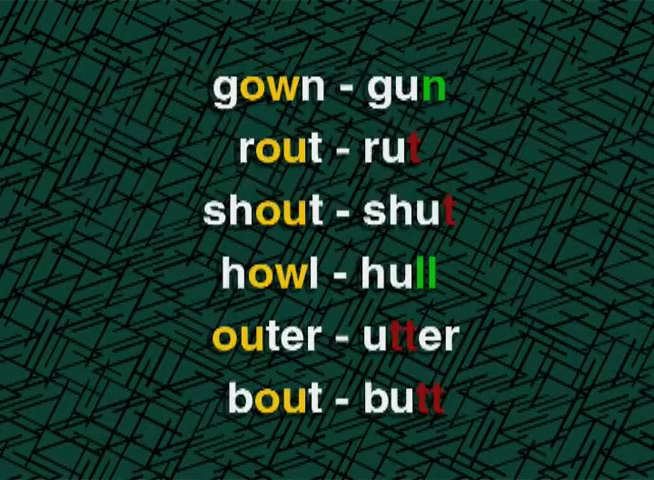 gown - gun
rout - rut
shout - shut
howl - hull
outer - utter
bout - butt